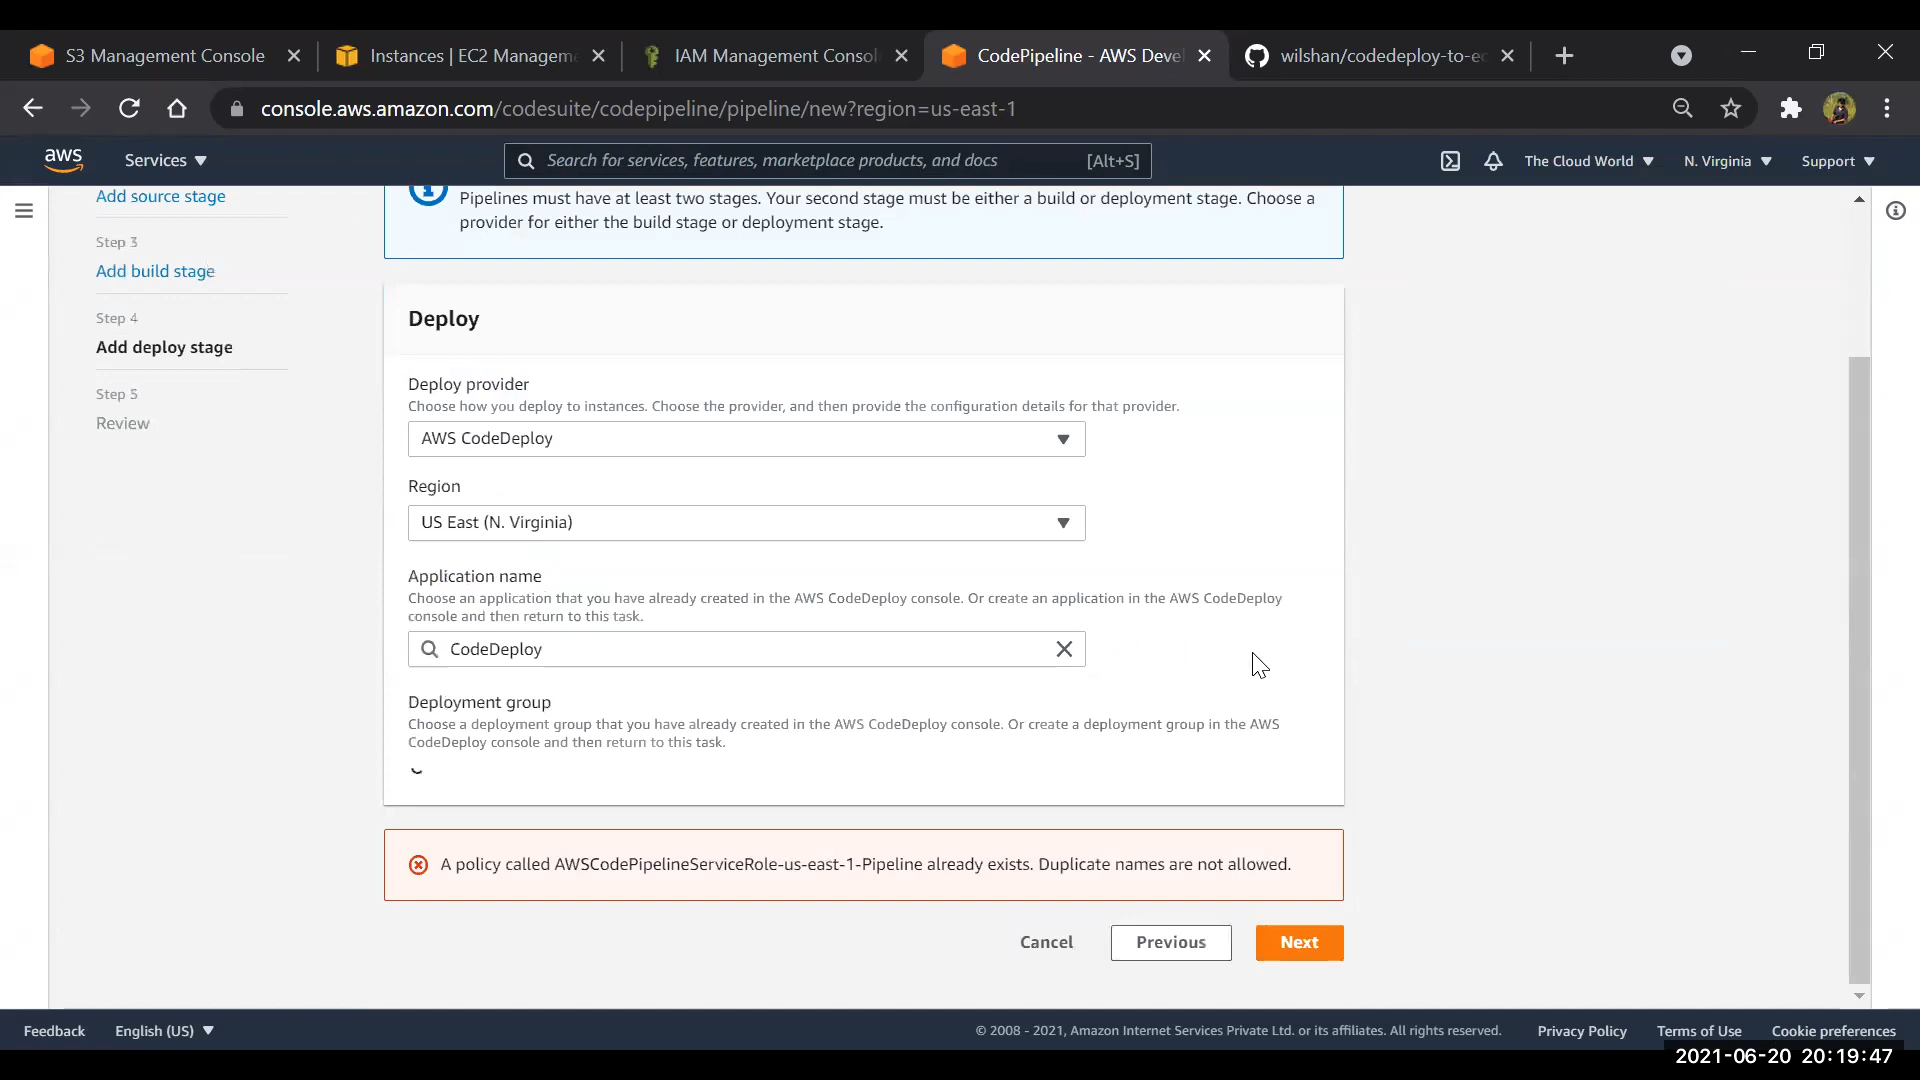 S3 Management Console
Instances | EC2 Managem
IAM Management Consol
CodePipeline - AWS Deve
wilshan/codedeploy-to-ec
console.aws.amazon.com/codesuite/codepipeline/pipeline/new?region=us-east-1
aws
Services
Search for services, features, marketplace products, and docs
[Alt+S]
The Cloud World
N. Virginia
Support
Add source stage
Step 3
Add build stage
Step 4
Add deploy stage
Step 5
Review
Pipelines must have at least two stages. Your second stage must be either a build or deployment stage. Choose a
provider for either the build stage or deployment stage.
Deploy
Deploy provider
Choose how you deploy to instances. Choose the provider, and then provide the configuration details for that provider.
AWS CodeDeploy
Region
US East (N. Virginia)
Application name
Choose an application that you have already created in the AWS CodeDeploy console. Or create an application in the AWS CodeDeploy
console and then return to this task.
CodeDeploy
Deployment group
Choose a deployment group that you have already created in the AWS CodeDeploy console. Or create a deployment group in the AWS
CodeDeploy console and then return to this task.
A policy called AWSCodePipelineServiceRole-us-east-1-Pipeline already exists. Duplicate names are not allowed.
Cancel
Previous
Next
Feedback
English (US)
© 2008 - 2021, Amazon Internet Services Private Ltd. or its affiliates. All rights reserved.
Privacy Policy
Terms of Use
Cookie preferences
2021-06-20 20:19:47